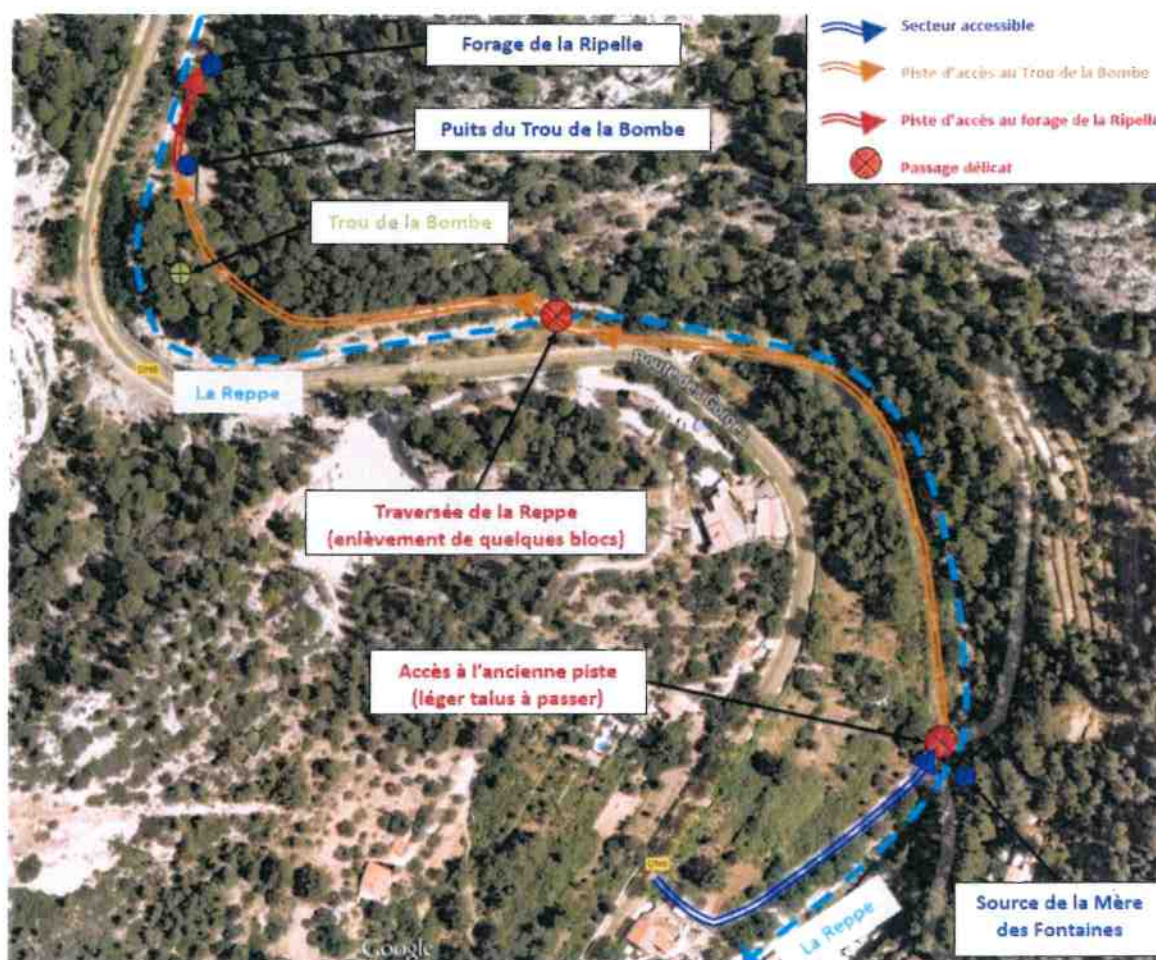 Secteur accessible
Piste d'accès au Trou de la Bombe
Piste d'accès au forage de la Ripelle
Passage délicat
Forage de la Ripelle
Puits du Trou de la Bombe
Trou de la Bombe
La Reppe
Traversée de la Reppe
(enlèvement de quelques blocs)
Accès à l'ancienne piste
(léger talus à passer)
La Reppe
Source de la Mère
des Fontaines
Google